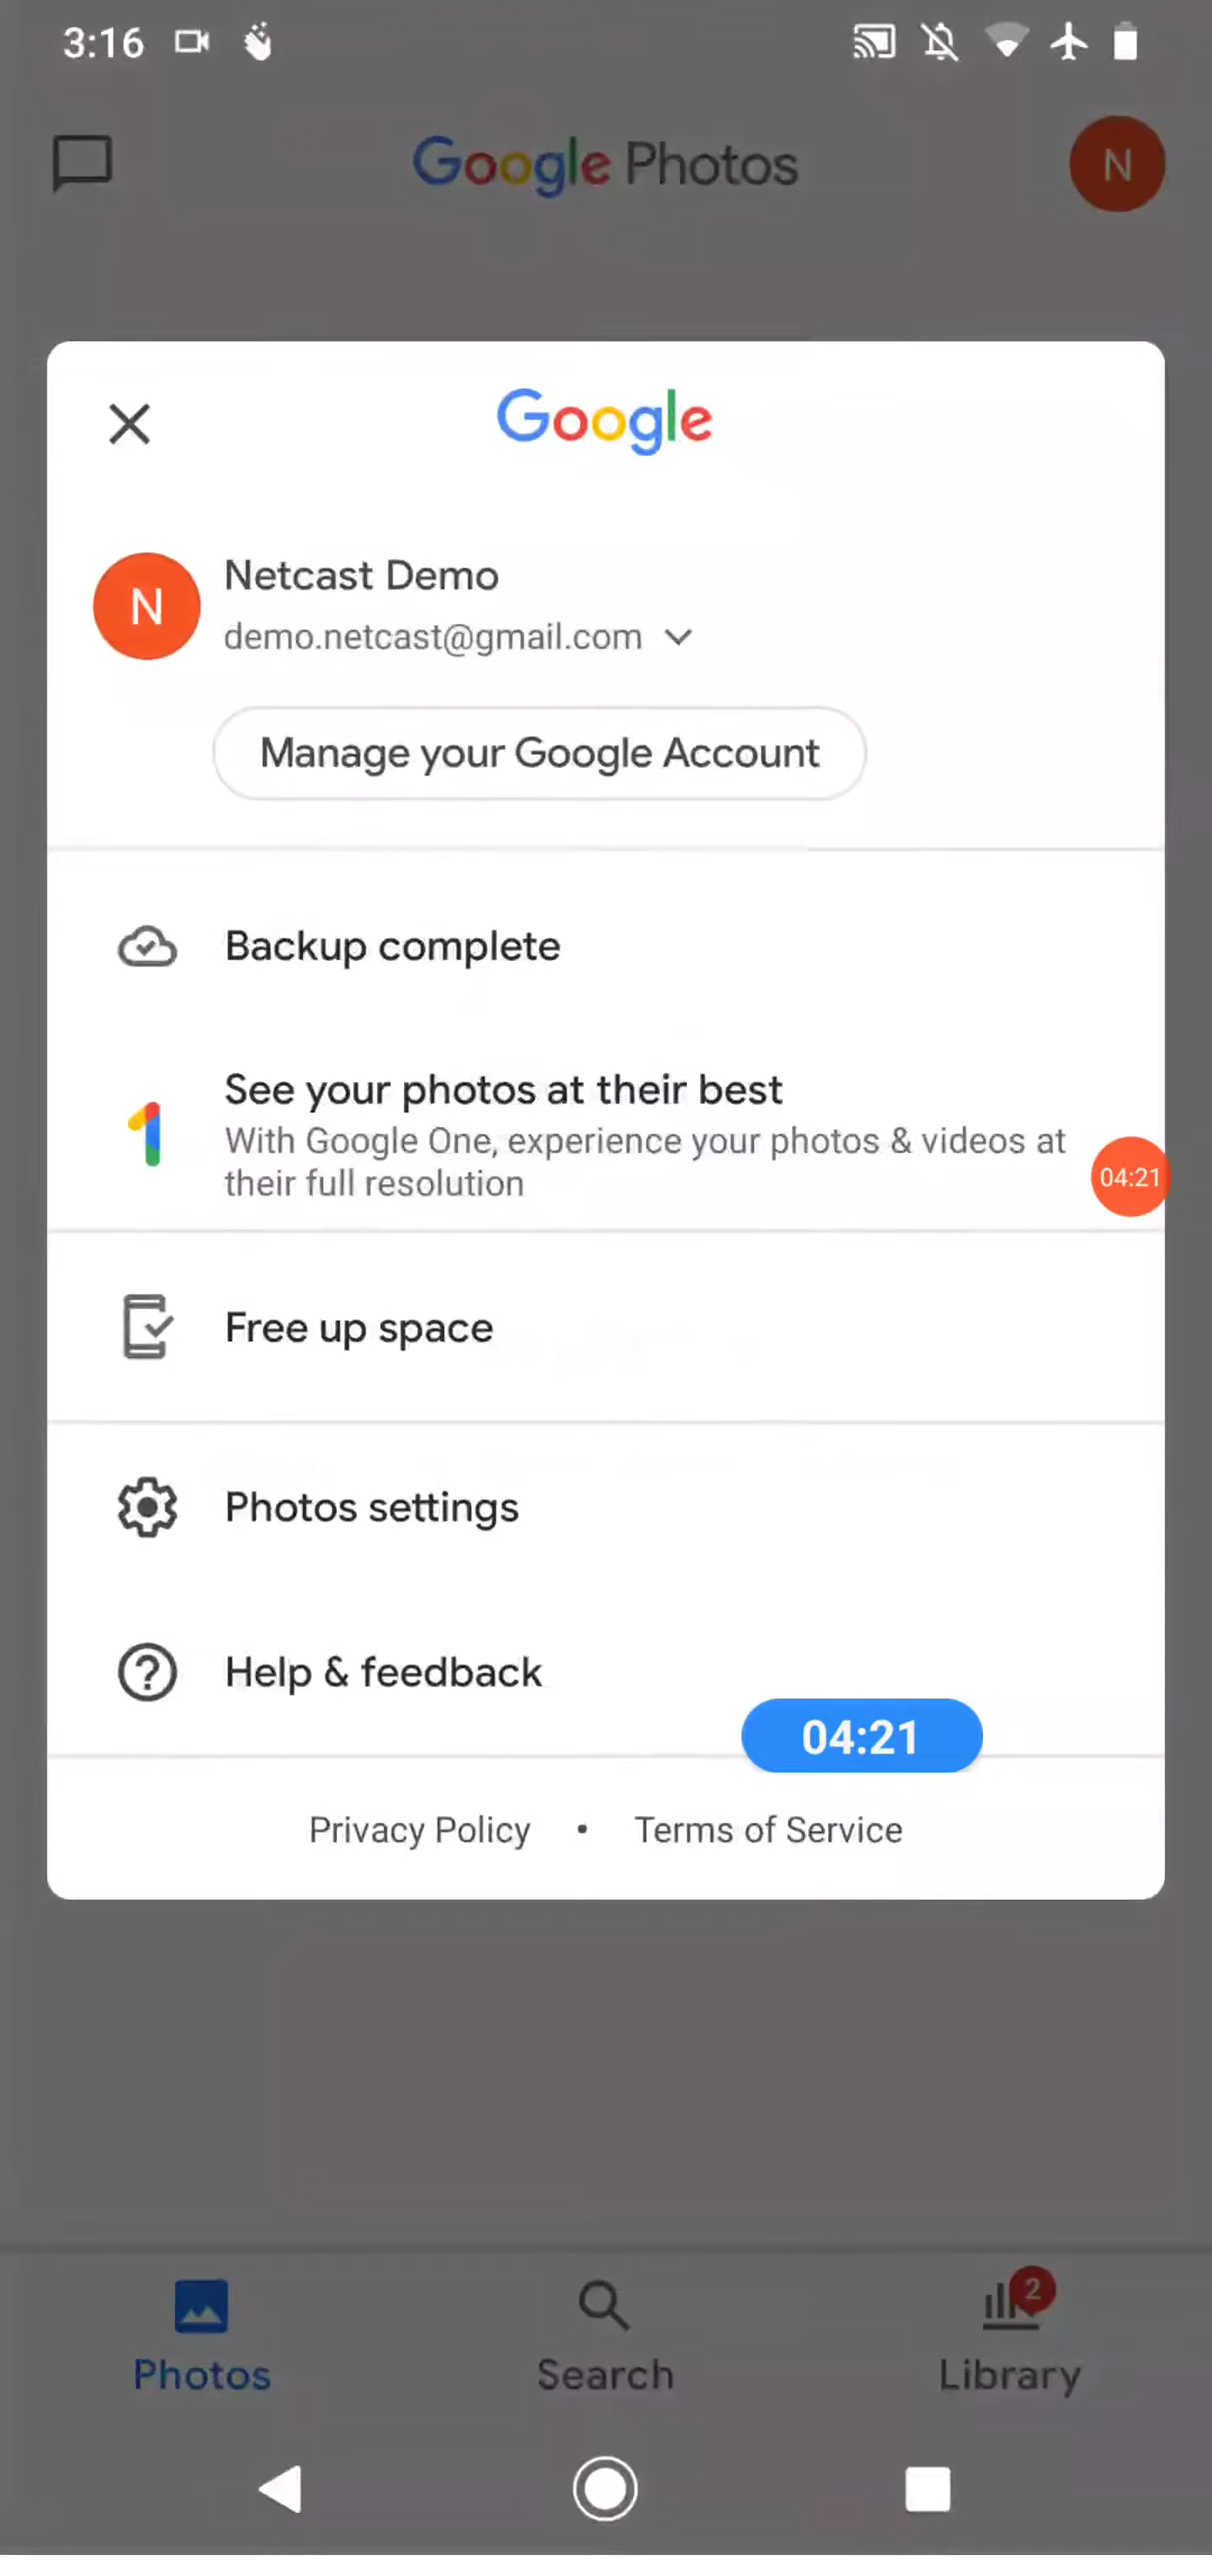 3:16
Google Photos
N
Google
N
Netcast Demo
demo.netcast@gmail.com
Manage your Google Account
Backup complete
See your photos at their best
With Google One, experience your photos & videos at
their full resolution
04:21
Free up space
Photos settings
Help & feedback
04:21
Privacy Policy • Terms of Service
2
Photos Search Library